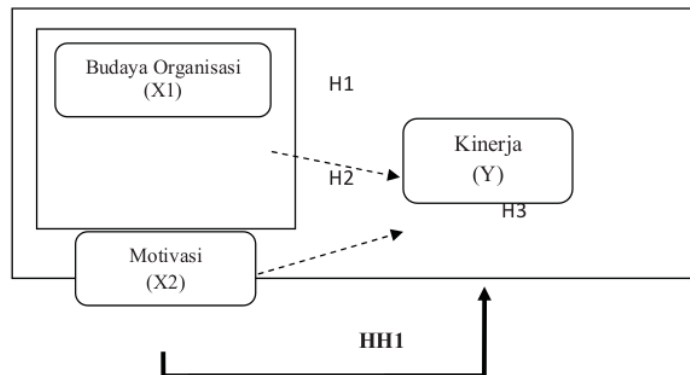 Budaya Organisasi
(X1)
H1
Kinerja
(Y)
H2
H3
Motivasi
(X2)
HH1